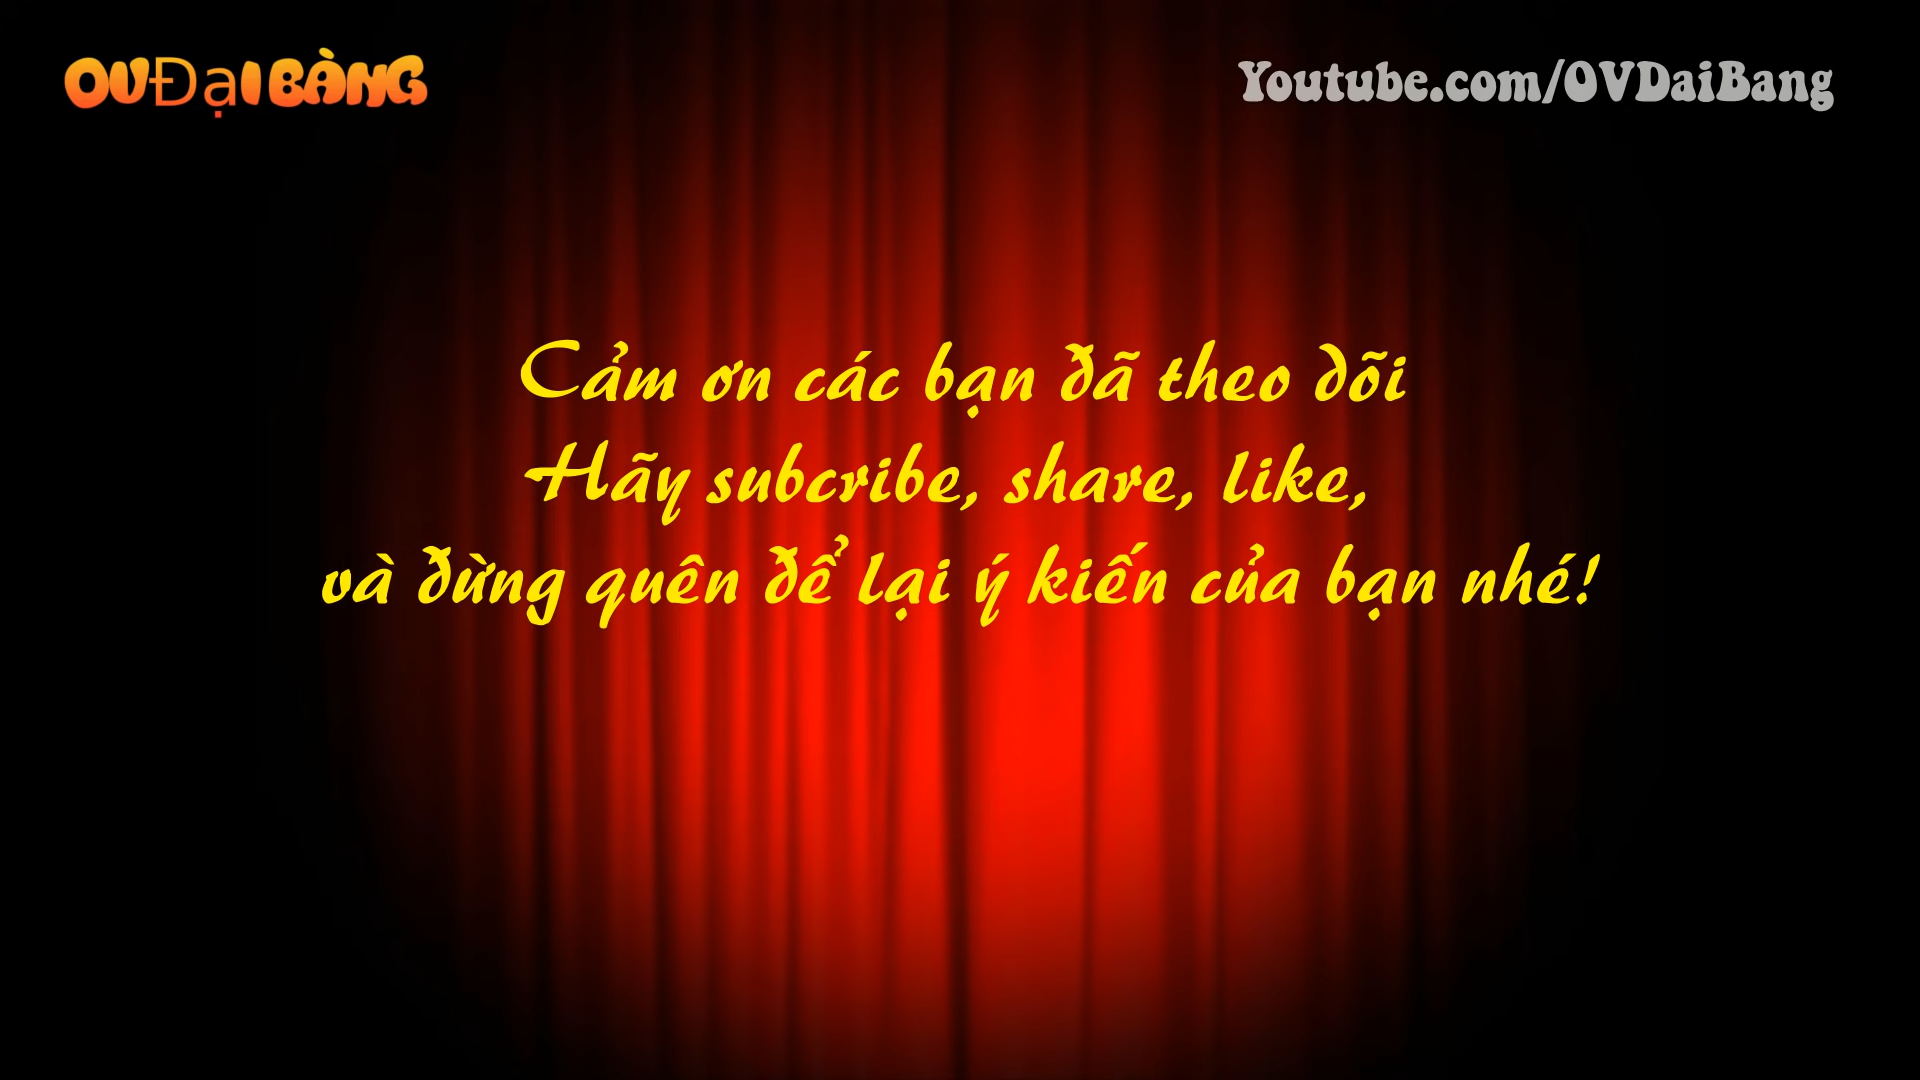 OVĐạI BÀNG
Youtube.com/OVDaiBang
Cảm ơn các bạn đã theo dõi
Hãy subcribe, share, like,
và đừng quên để lại ý kiến của bạn nhé!